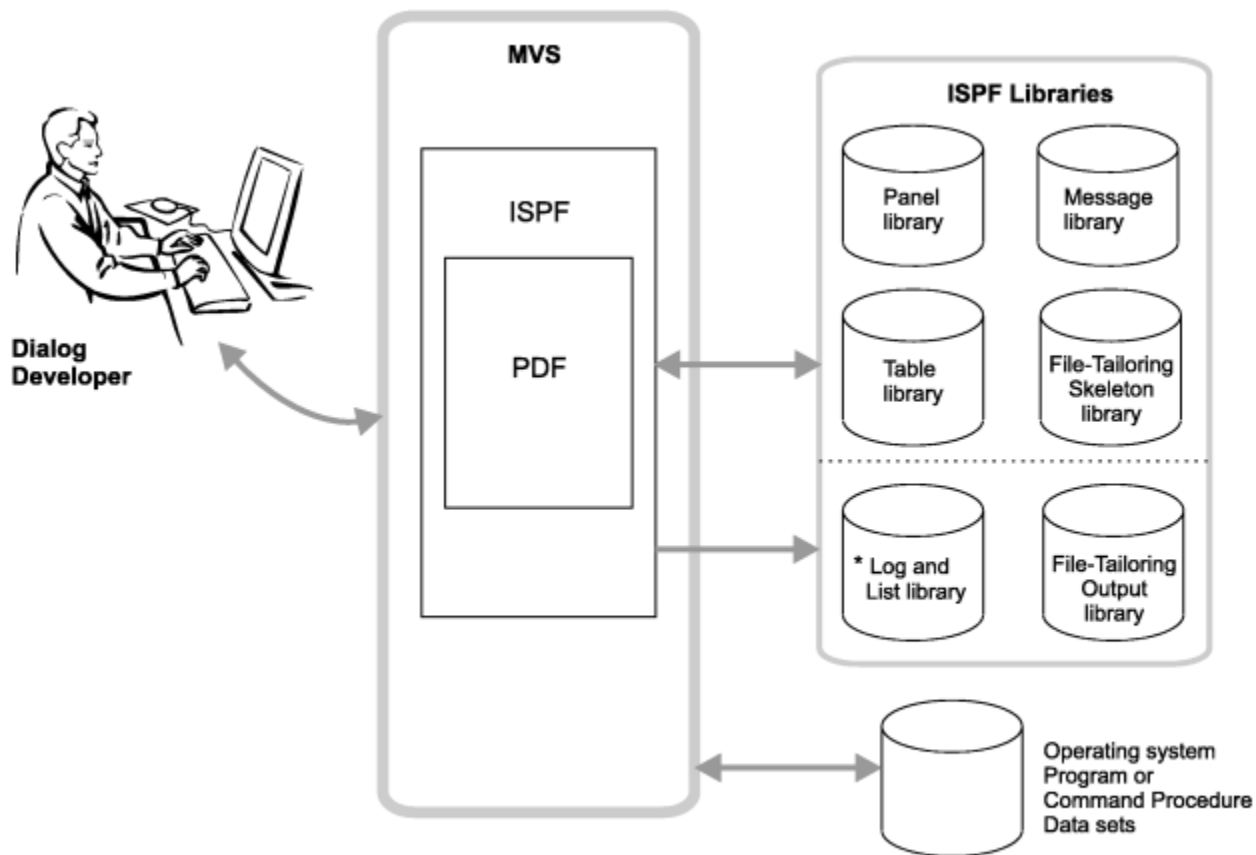 MVS
ISPF
PDF
Dialog
Developer
ISPF Libraries
Panel
library
Message
library
Table
library
File-Tailoring
Skeleton
library
* Log and
List library
File-Tailoring
Output
library
Operating system
Program or
Command Procedure
Data sets